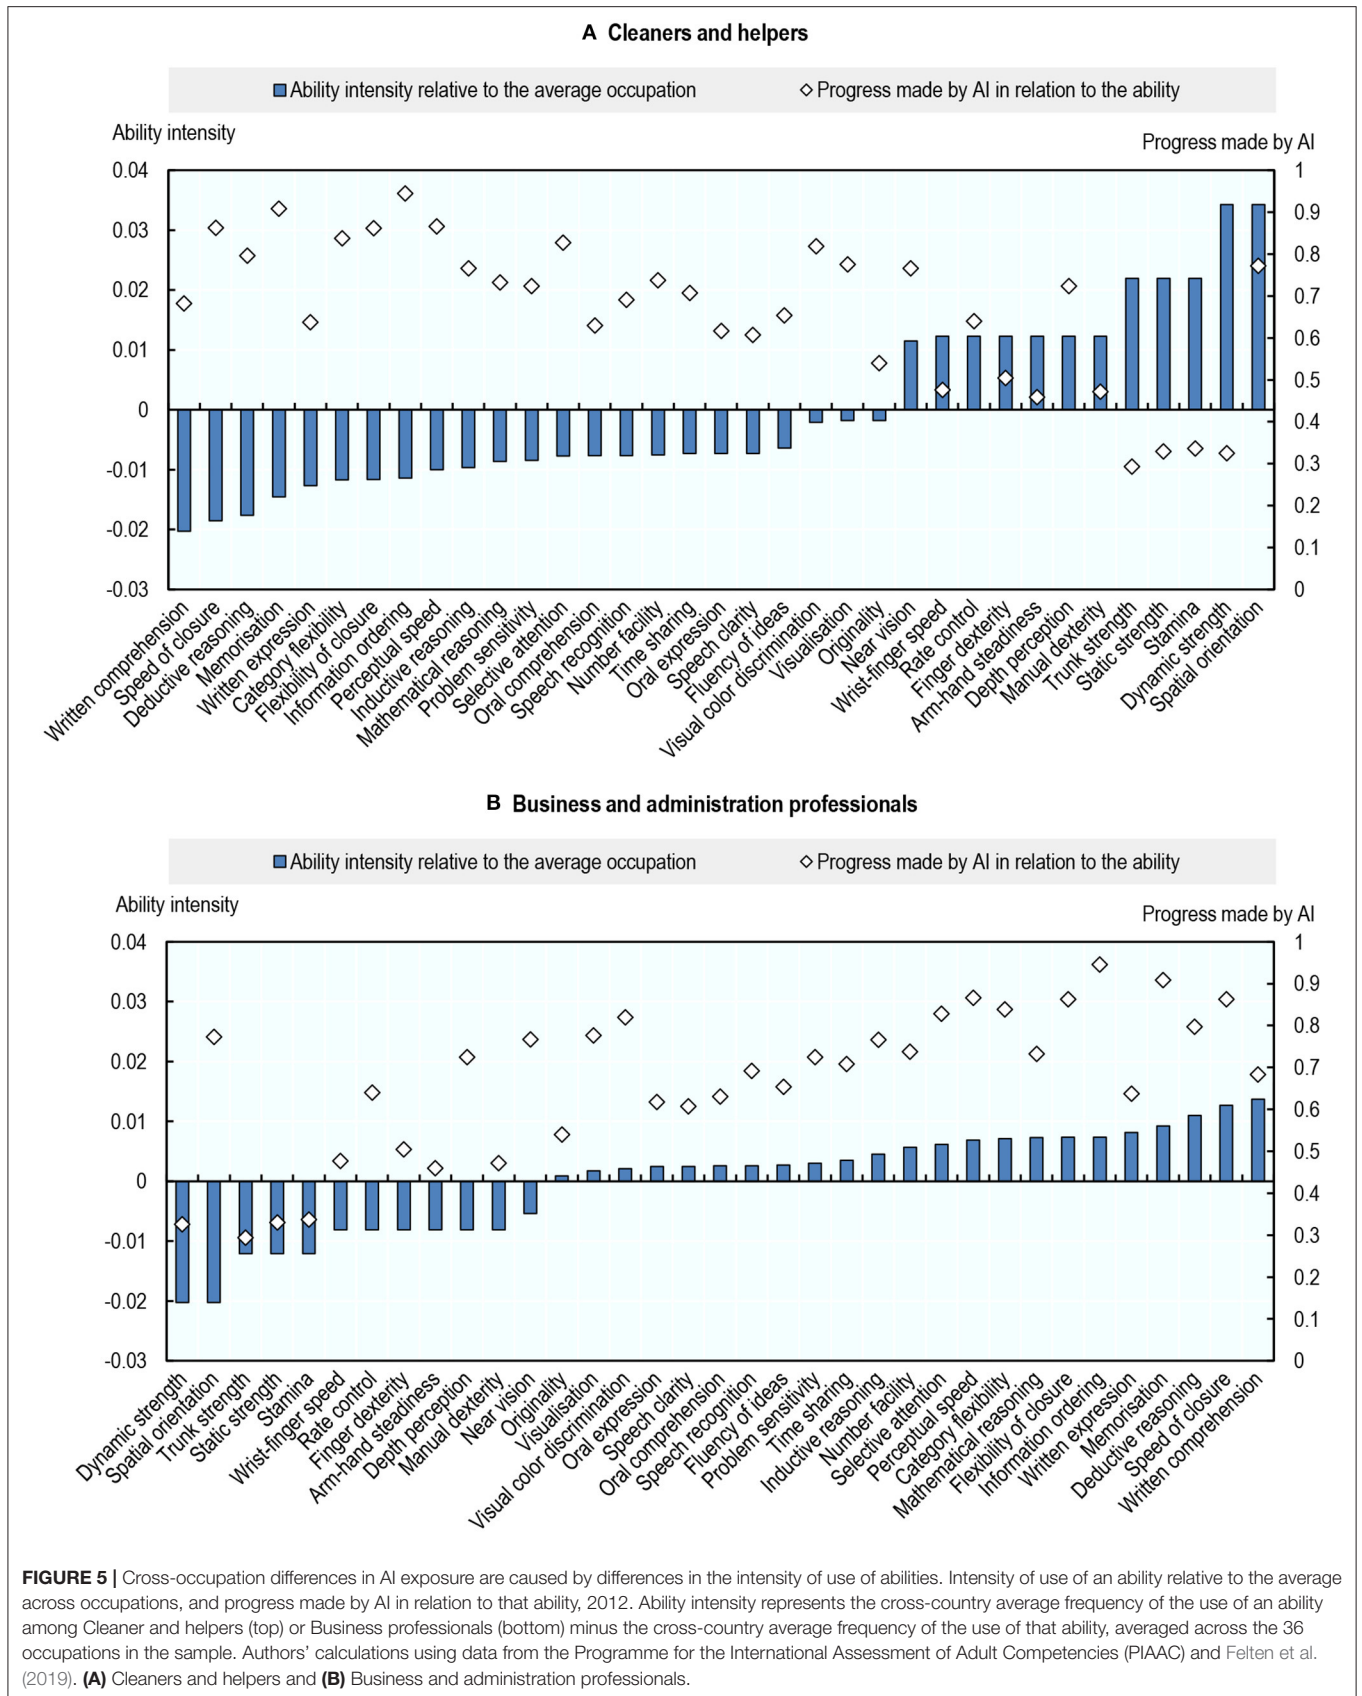 A Cleaners and helpers
Ability intensity relative to the average occupation
Progress made by AI in relation to the ability
Ability intensity
Progress made by AI
0.04
0.03
0.02
0.01
0
-0.01
-0.02
-0.03
1
0.9
0.8
0.7
0.6
0.5
0.4
0.3
0.2
0.1
0
Written comprehension
Speed of closure
Deductive reasoning
Memorisation
Written expression
Category flexibility
Flexibility of closure
Information ordering
Perceptual speed
Inductive reasoning
Mathematical reasoning
Problem sensitivity
Selective attention
Oral comprehension
Speech recognition
Number facility
Time sharing
Oral expression
Speech clarity
Fluency of ideas
Visual color discrimination
Visualisation
Originality
Near vision
Wrist-finger speed
Rate control
Finger dexterity
Arm-hand steadiness
Depth perception
Manual dexterity
Trunk strength
Static strength
Stamina
Dynamic strength
Spatial orientation
B Business and administration professionals
Ability intensity relative to the average occupation
Progress made by AI in relation to the ability
Ability intensity
Progress made by AI
0.04
0.03
0.02
0.01
0
-0.01
-0.02
-0.03
1
0.9
0.8
0.7
0.6
0.5
0.4
0.3
0.2
0.1
0
Dynamic strength
Spatial orientation
Trunk strength
Static strength
Stamina
Wrist-finger speed
Rate control
Finger dexterity
Arm-hand steadiness
Depth perception
Manual dexterity
Near vision
Originality
Visualisation
Visual color discrimination
Oral expression
Speech clarity
Oral comprehension
Speech recognition
Fluency of ideas
Problem sensitivity
Time sharing
Inductive reasoning
Number facility
Selective attention
Perceptual speed
Category flexibility
Mathematical reasoning
Flexibility of closure
Information ordering
Written expression
Memorisation
Deductive reasoning
Speed of closure
Written comprehension
FIGURE 5 | Cross-occupation differences in AI exposure are caused by differences in the intensity of use of abilities. Intensity of use of an ability relative to the average
across occupations, and progress made by AI in relation to that ability, 2012. Ability intensity represents the cross-country average frequency of the use of an ability
among Cleaner and helpers (top) or Business professionals (bottom) minus the cross-country average frequency of the use of that ability, averaged across the 36
occupations in the sample. Authors' calculations using data from the Programme for the International Assessment of Adult Competencies (PIAAC) and Felten et al.
(2019). (A) Cleaners and helpers and (B) Business and administration professionals.